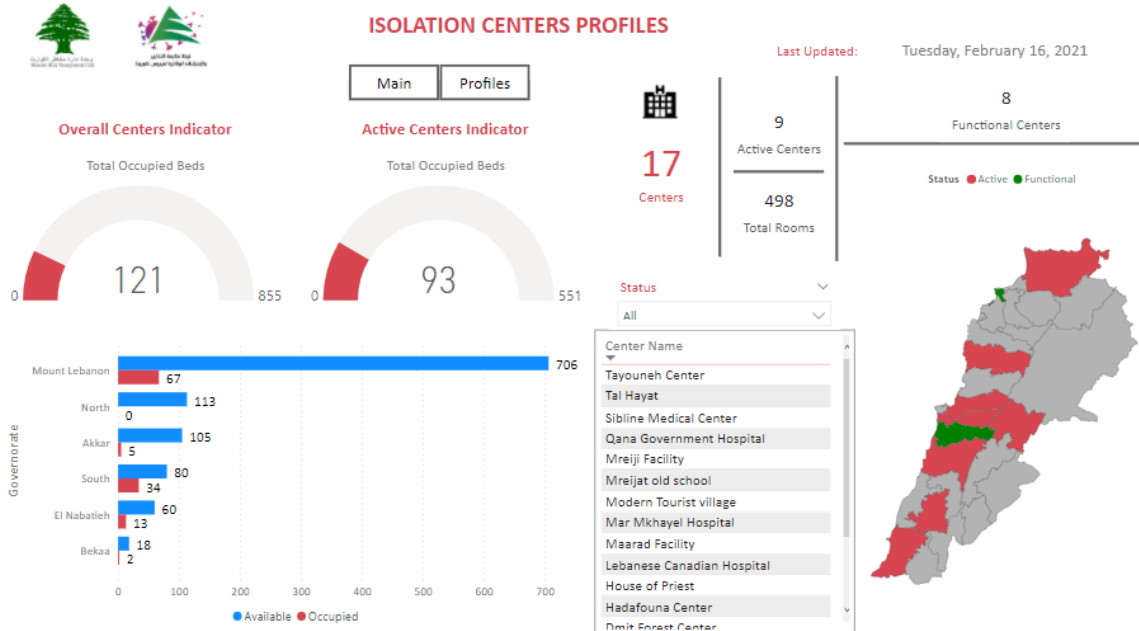 ISOLATION CENTERS PROFILES
Last Updated:
Tuesday, February 16, 2021
Main
Profiles
17
Centers
9
Active Centers
498
Total Rooms
8
Functional Centers
Status Active Functional
Overall Centers Indicator
Total Occupied Beds
121
0
855
Active Centers Indicator
Total Occupied Beds
93
0
551
Status
All
Center Name
Tayouneh Center
Tal Hayat
Sibline Medical Center
Qana Government Hospital
Mreiji Facility
Mreijat old school
Modern Tourist village
Mar Mkhayel Hospital
Maarad Facility
Lebanese Canadian Hospital
House of Priest
Hadafouna Center
Dmit Forest Center
Governorate
Mount Lebanon
706
67
North
113
0
Akkar
105
5
South
80
34
El Nabatieh
60
13
Bekaa
18
2
0 100 200 300 400 500 600 700
Available Occupied